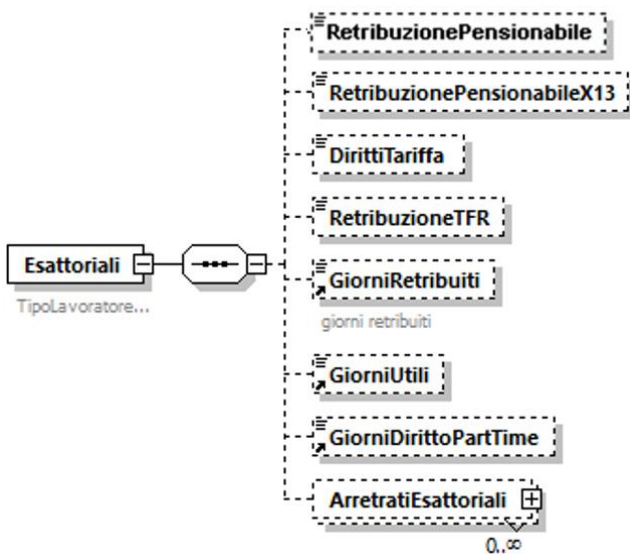 RetribuzionePensionabile
RetribuzionePensionabileX13
DirittiTariffa
RetribuzioneTFR
Esattoriali
TipoLavoratore...
GiorniRetribuiti
giorni retribuiti
GiorniUtili
GiorniDirittoPartTime
ArretratiEsattoriali
0..∞